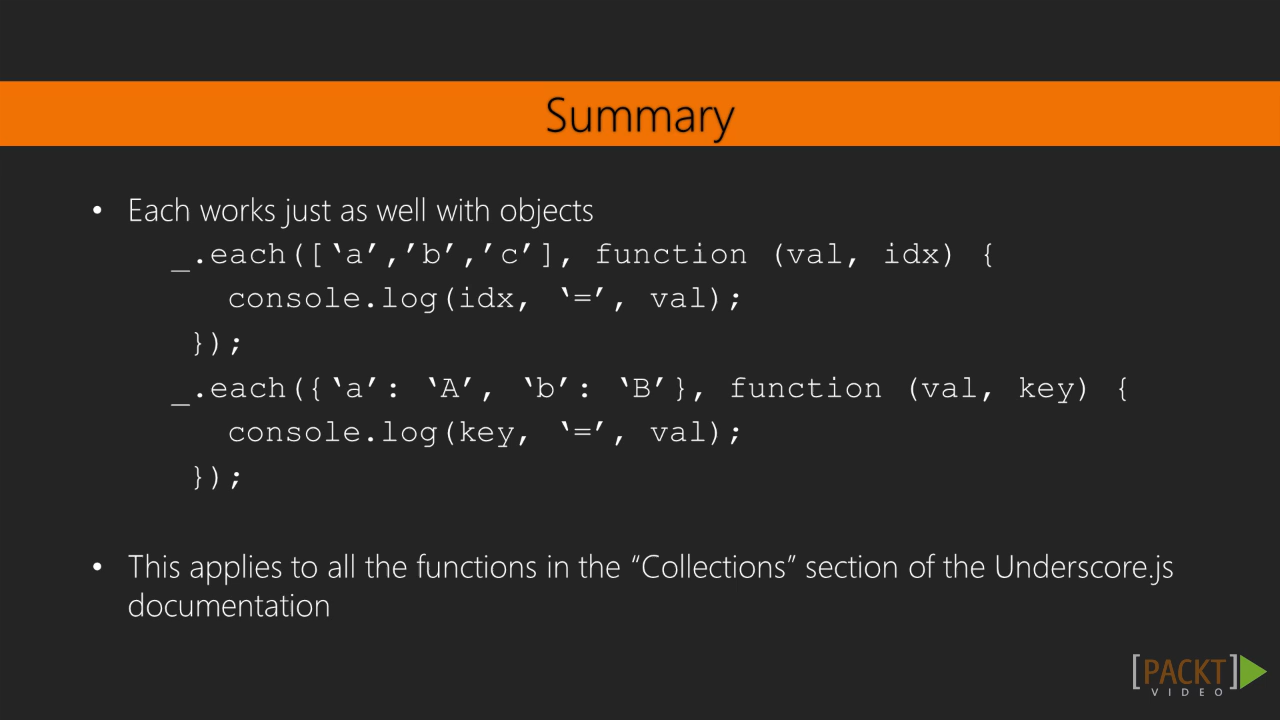 Summary
• Each works just as well with objects
_.each([‘a’,’b’,’c’], function (val, idx) {
console.log(idx, ‘=’, val);
});
_.each({‘a’: ‘A’, ‘b’: ‘B’}, function (val, key) {
console.log(key, ‘=’, val);
});
• This applies to all the functions in the “Collections” section of the Underscore.js
documentation
[PACKT]
VIDEO